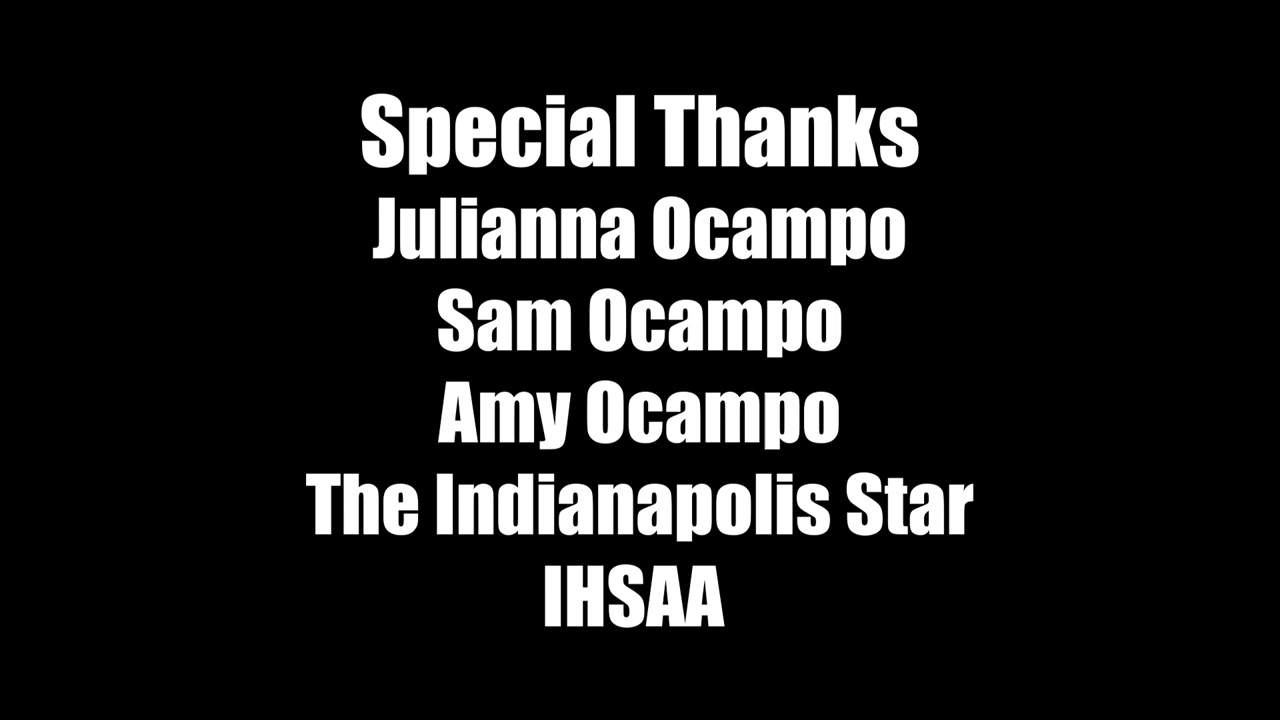 Special Thanks
Julianna Ocampo
Sam Ocampo
Amy Ocampo
The Indianapolis Star
IHSAA